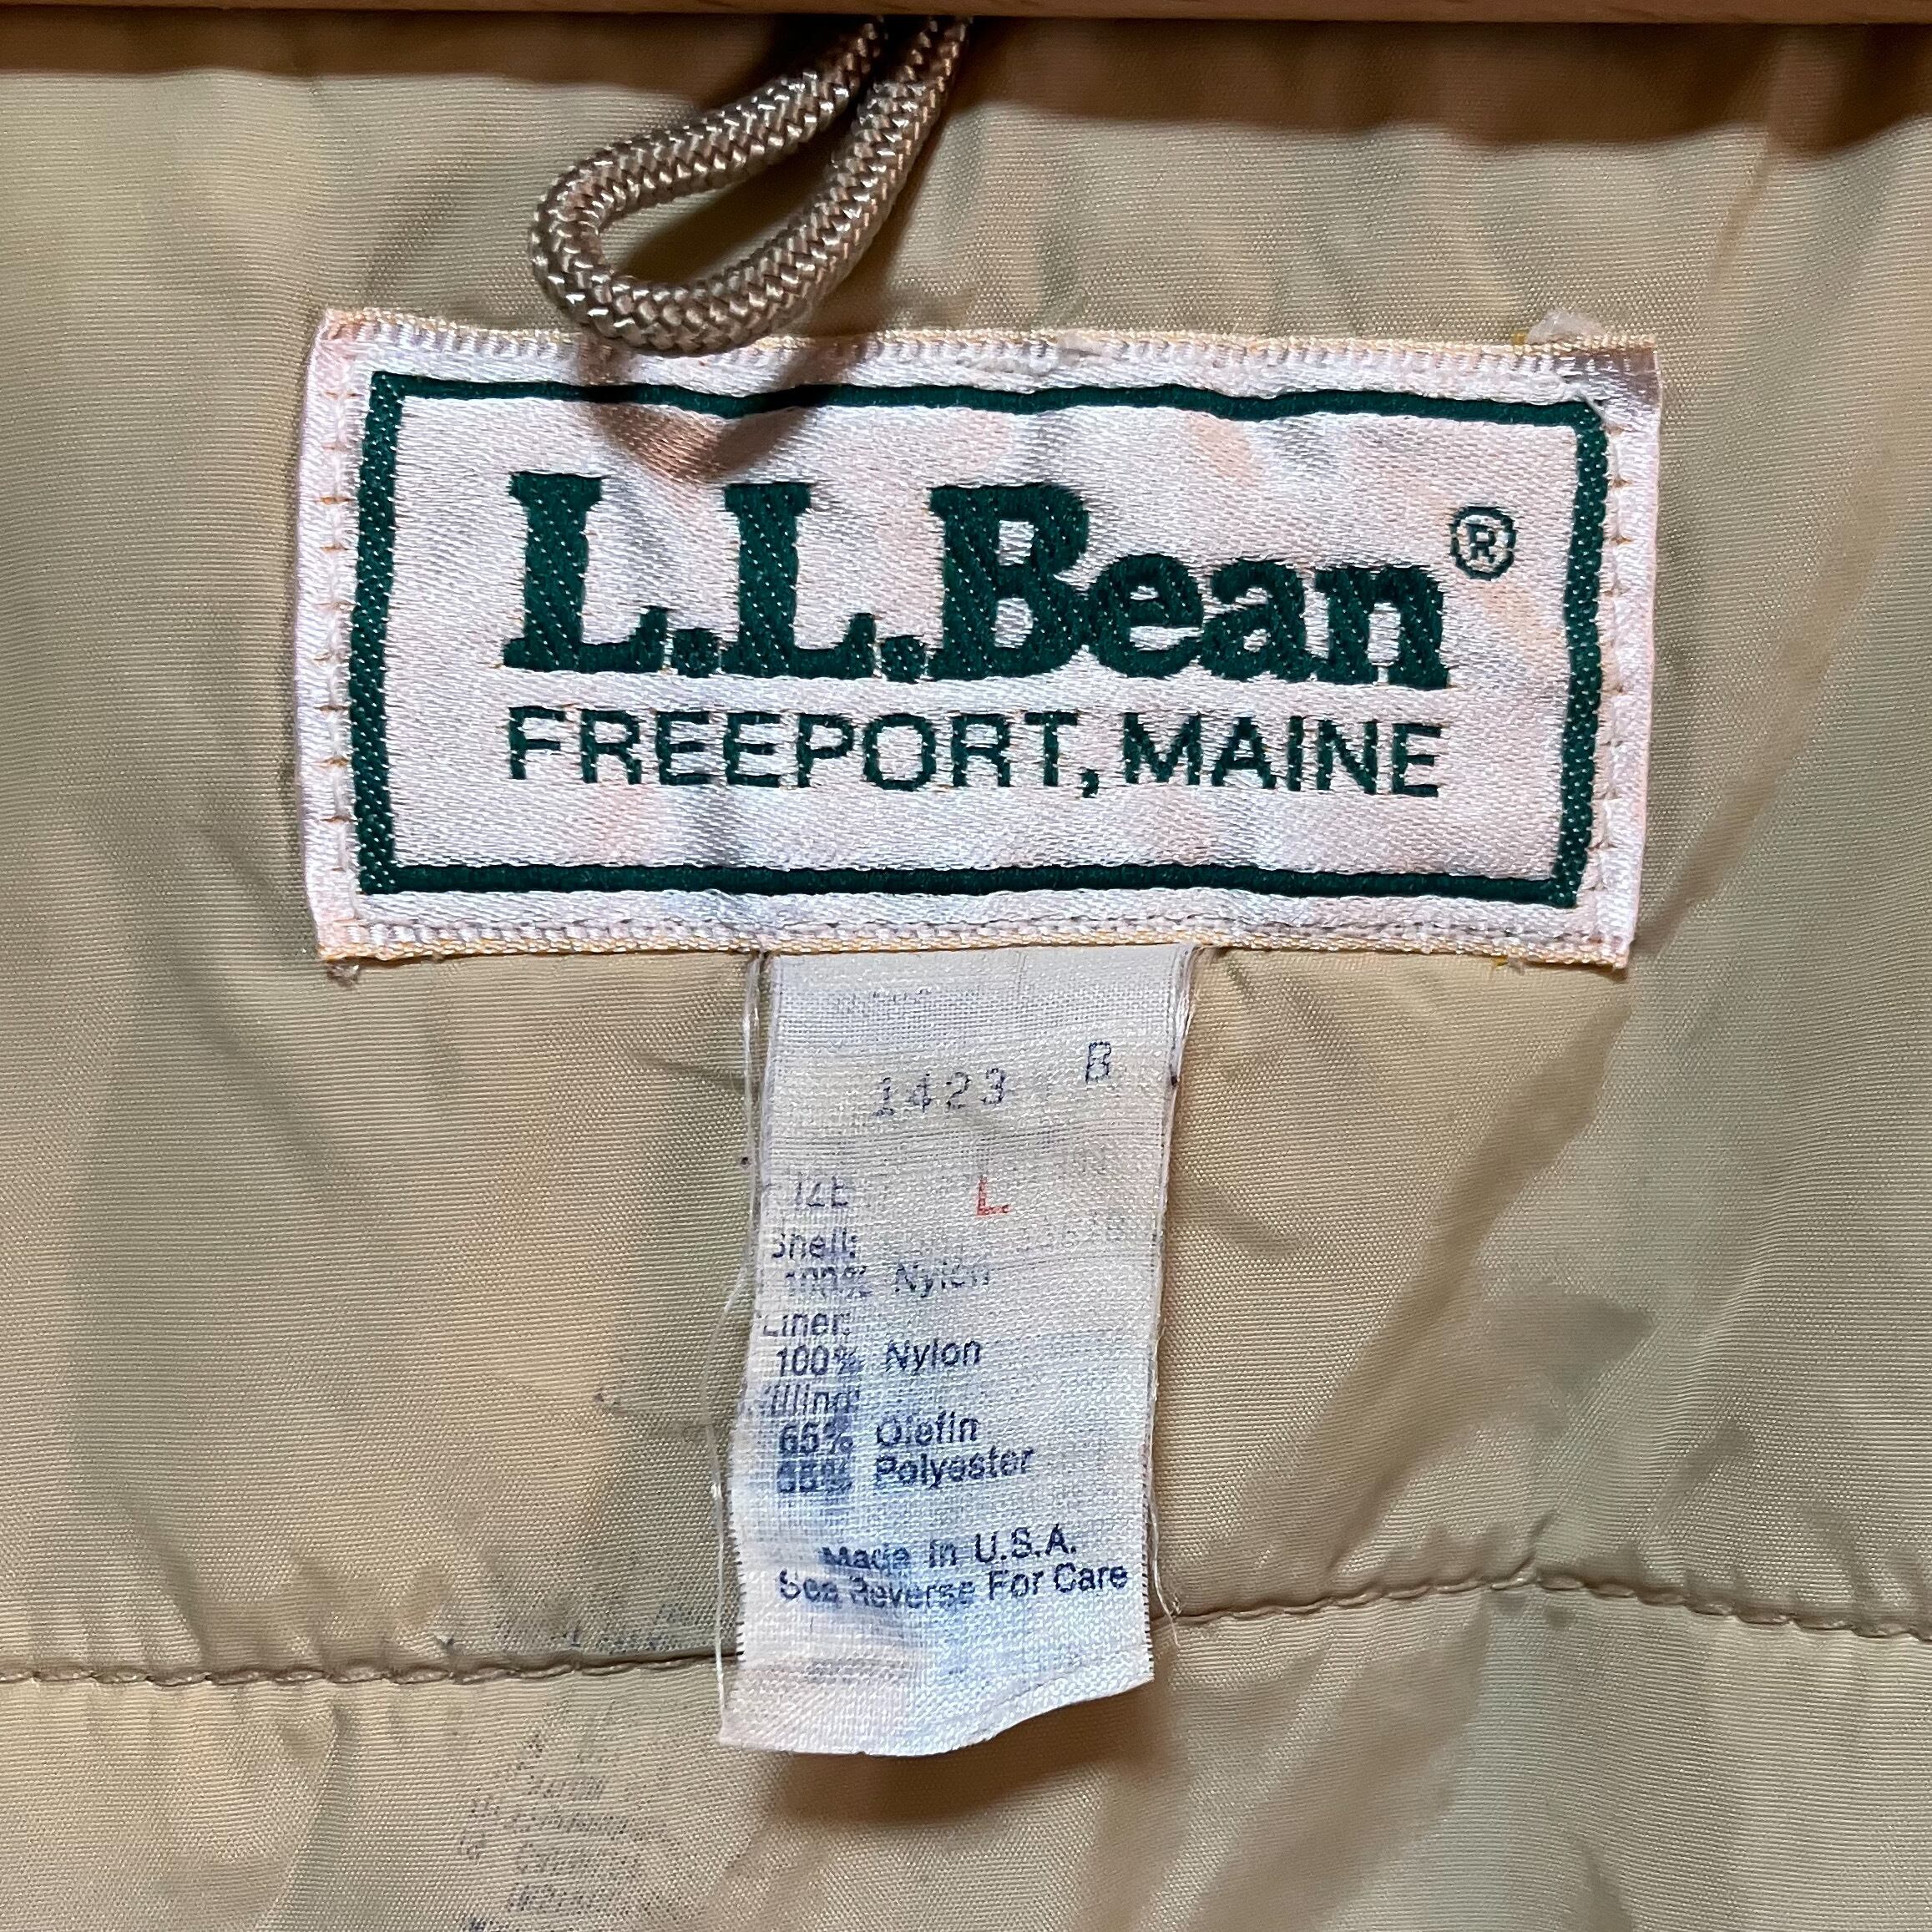 L.L.Bean®
FREEPORT, MAINE
1423 B
L
Shell:
100% Nylon
Liner:
100% Nylon
65% Olefin
Polyester
Made in U.S.A.
See Reverse For Care